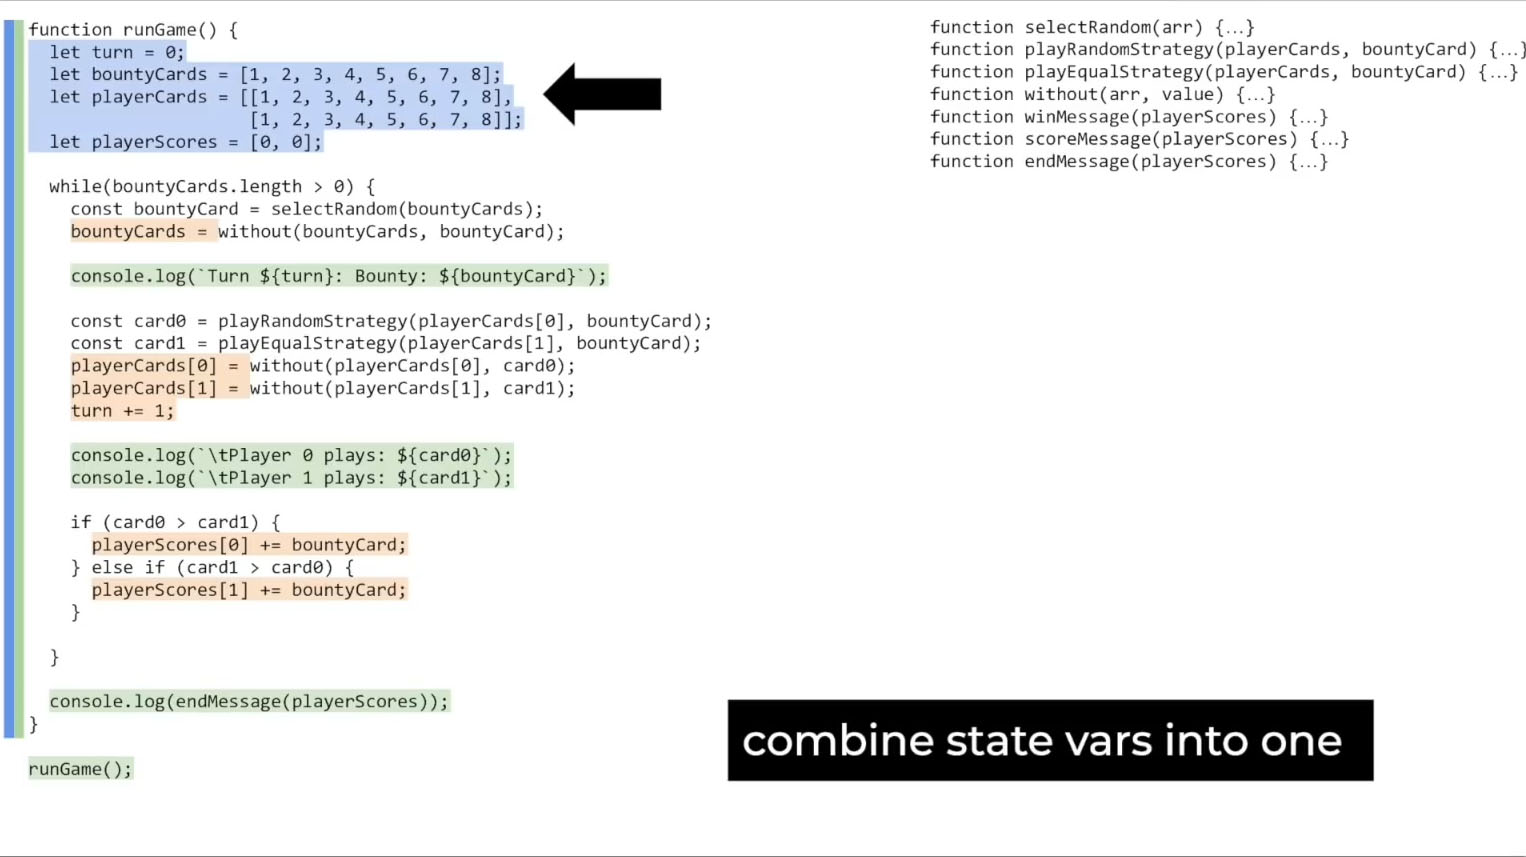 function runGame() {
  let turn = 0;
  let bountyCards = [1, 2, 3, 4, 5, 6, 7, 8];
  let playerCards = [[1, 2, 3, 4, 5, 6, 7, 8],
                     [1, 2, 3, 4, 5, 6, 7, 8]];
  let playerScores = [0, 0];
  while(bountyCards.length > 0) {
    const bountyCard = selectRandom(bountyCards);
    bountyCards = without(bountyCards, bountyCard);
    console.log(`Turn ${turn}: Bounty: ${bountyCard}`);
    const card0 = playRandomStrategy(playerCards[0], bountyCard);
    const card1 = playEqualStrategy(playerCards[1], bountyCard);
    playerCards[0] = without(playerCards[0], card0);
    playerCards[1] = without(playerCards[1], card1);
    turn += 1;
    console.log(`\tPlayer 0 plays: ${card0}`);
    console.log(`\tPlayer 1 plays: ${card1}`);
    if (card0 > card1) {
      playerScores[0] += bountyCard;
    } else if (card1 > card0) {
      playerScores[1] += bountyCard;
    }
  }
  console.log(endMessage(playerScores));
}
runGame();
function selectRandom(arr) {…}
function playRandomStrategy(playerCards, bountyCard) {…}
function playEqualStrategy(playerCards, bountyCard) {…}
function without(arr, value) {…}
function winMessage(playerScores) {…}
function scoreMessage(playerScores) {…}
function endMessage(playerScores) {…}
combine state vars into one